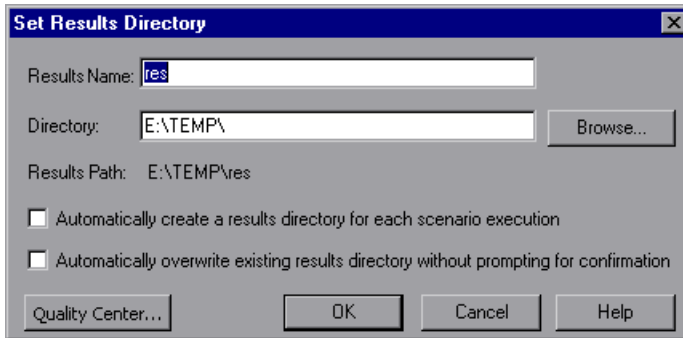 Set Results Directory
Results Name: res
Directory: E:\TEMP\ Browse...
Results Path: E:\TEMP\res
Automatically create a results directory for each scenario execution
Automatically overwrite existing results directory without prompting for confirmation
Quality Center... OK Cancel Help